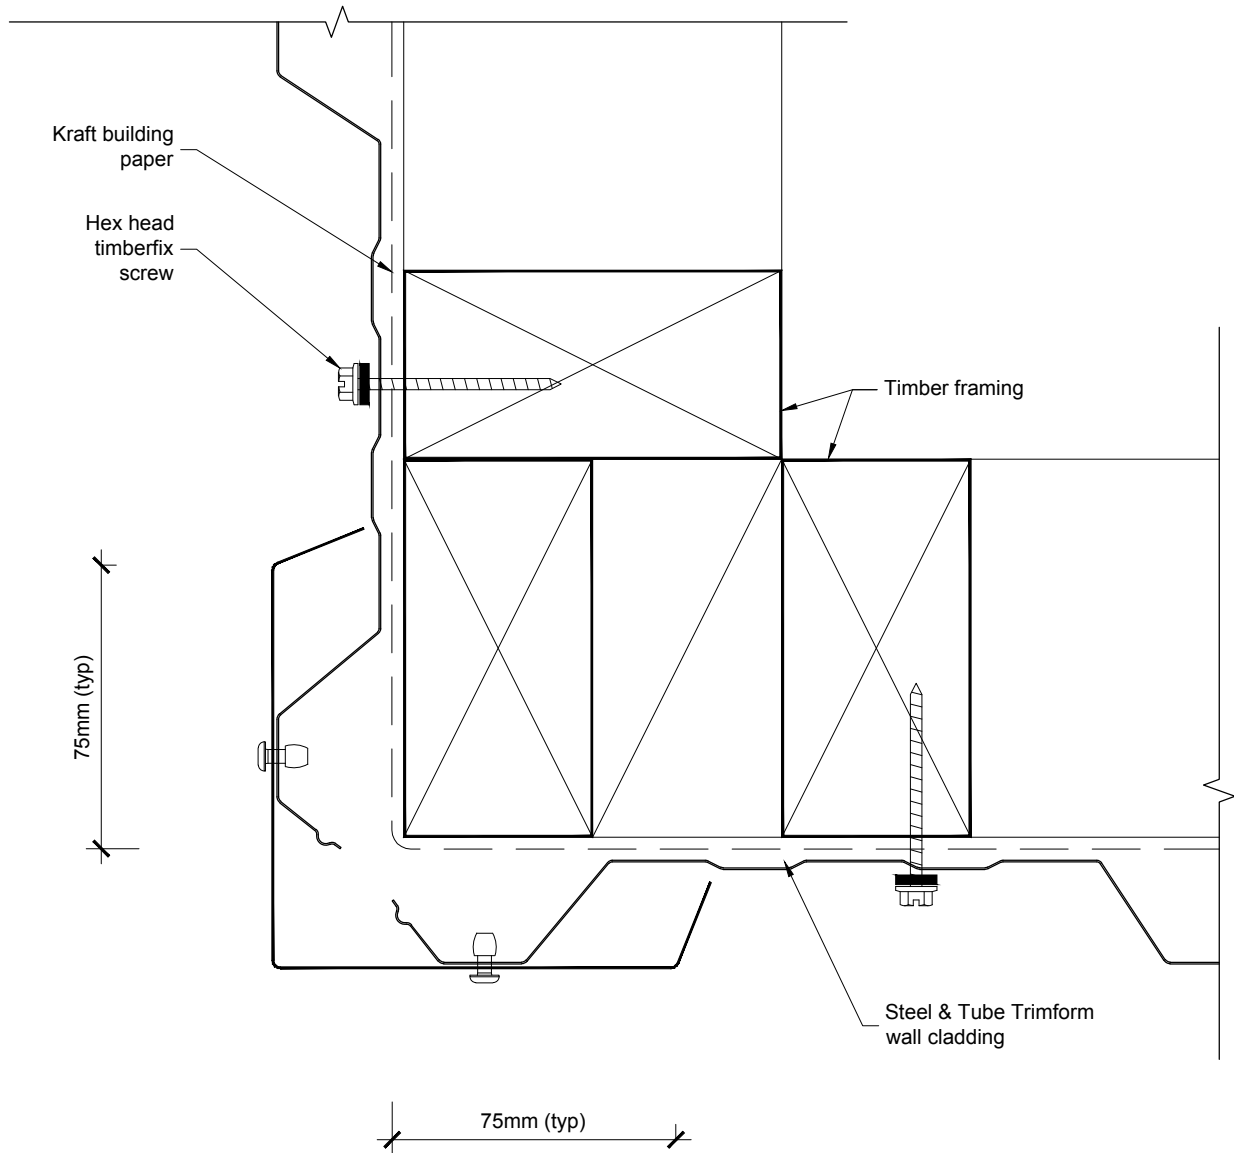 Kraft building
paper
Hex head
timberfix
screw
Timber framing
75mm (typ)
Steel & Tube Trimform
wall cladding
75mm (typ)